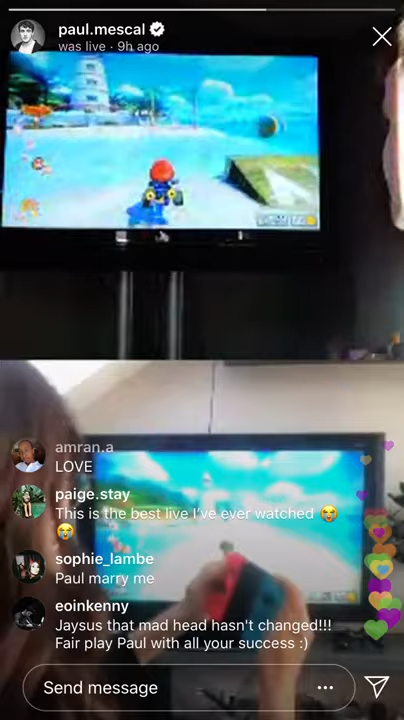 paul.mescal
was live · 9h ago
amran.a
LOVE
paige.stay
This is the best live I've ever watched 😭
😭
sophie_lambe
Paul marry me
eoinkenny
Jaysus that mad head hasn't changed!!!
Fair play Paul with all your success :)
Send message